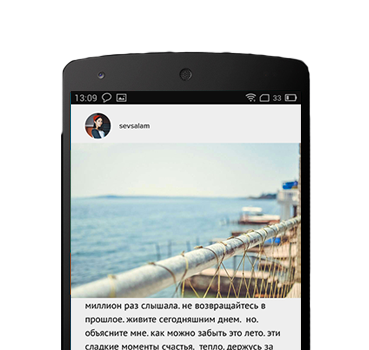 13:09 33
sevsalam
миллион раз слышала. не возвращайтесь в
прошлое. живите сегодняшним днем. но.
объясните мне. как можно забыть это лето. эти
сладкие моменты счастья. тепло. держусь за